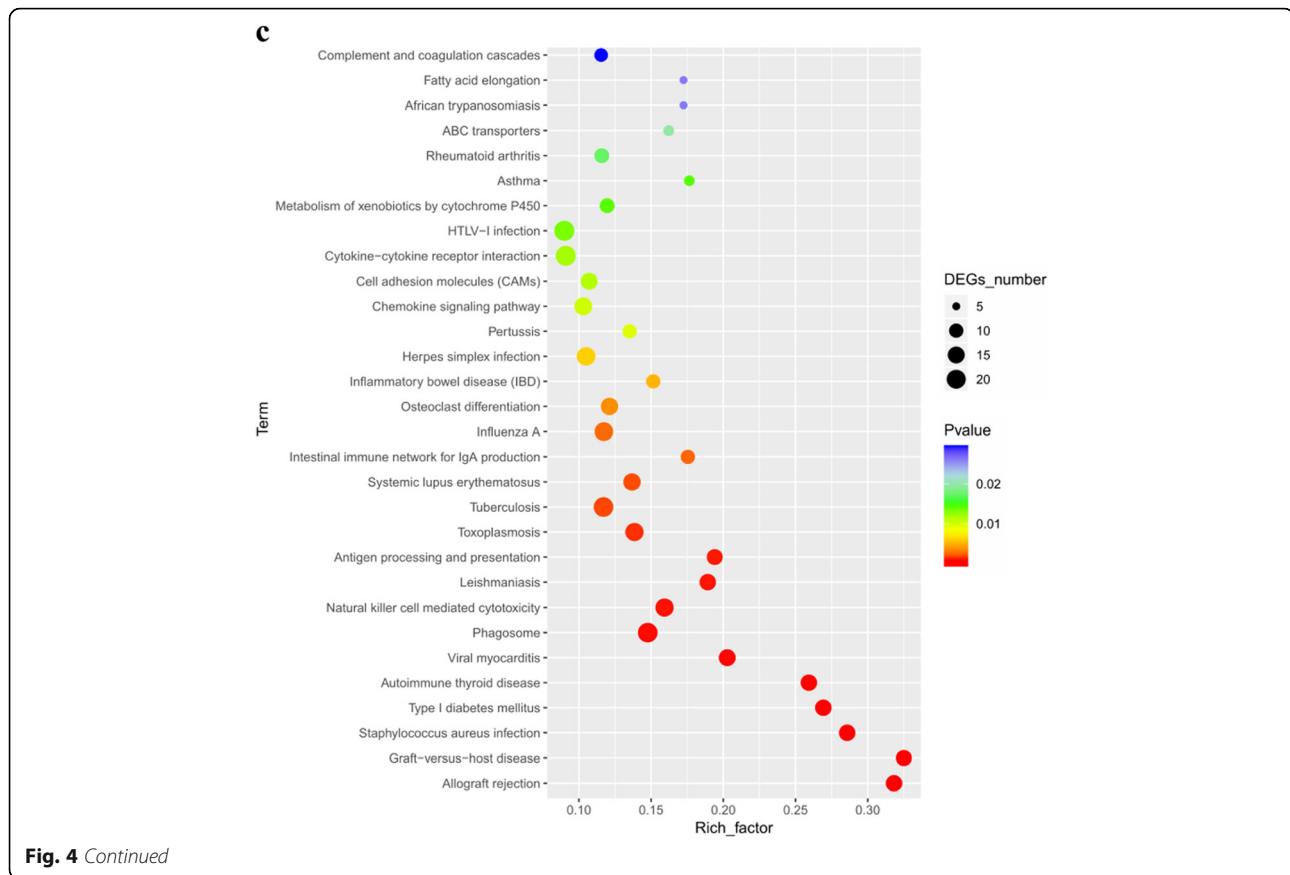 c
Complement and coagulation cascades
Fatty acid elongation
African trypanosomiasis
ABC transporters
Rheumatoid arthritis
Asthma
Metabolism of xenobiotics by cytochrome P450
HTLV−I infection
Cytokine−cytokine receptor interaction
Cell adhesion molecules (CAMs)
Chemokine signaling pathway
Pertussis
Herpes simplex infection
Inflammatory bowel disease (IBD)
Osteoclast differentiation
Influenza A
Intestinal immune network for IgA production
Systemic lupus erythematosus
Tuberculosis
Toxoplasmosis
Antigen processing and presentation
Leishmaniasis
Natural killer cell mediated cytotoxicity
Phagosome
Viral myocarditis
Autoimmune thyroid disease
Type I diabetes mellitus
Staphylococcus aureus infection
Graft−versus−host disease
Allograft rejection
Term
0.10 0.15 0.20 0.25 0.30
Rich_factor
DEGs_number
5
10
15
20
Pvalue
0.02
0.01
Fig. 4 Continued